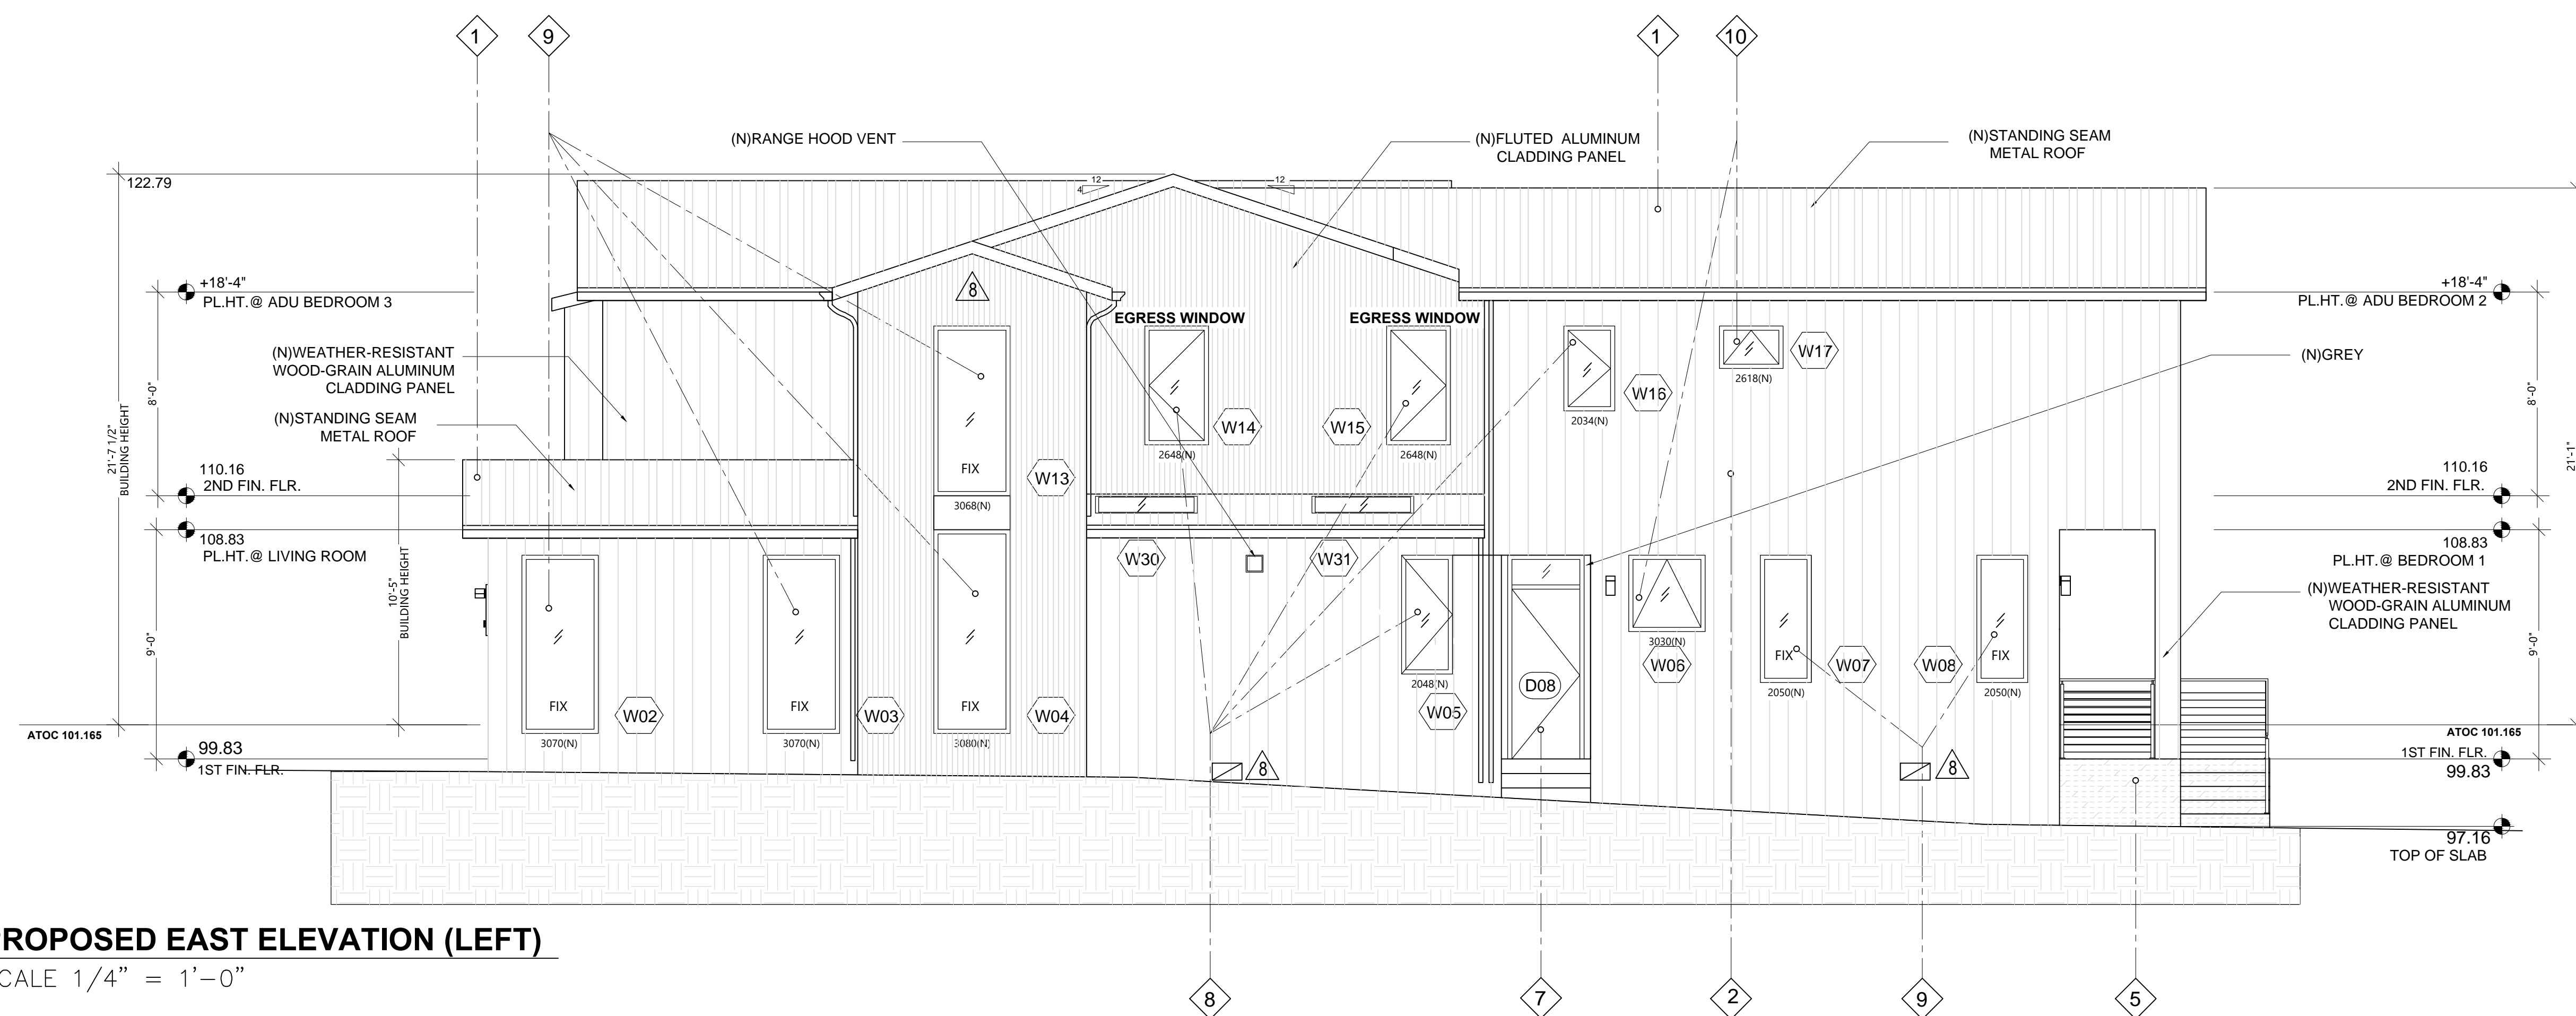 1
9
1
10
(N)RANGE HOOD VENT
(N)FLUTED ALUMINUM
CLADDING PANEL
(N)STANDING SEAM
METAL ROOF
122.79
12
4
12
+18'-4"
PL.HT.@ ADU BEDROOM 3
+18'-4"
PL.HT.@ ADU BEDROOM 2
8
EGRESS WINDOW
EGRESS WINDOW
(N)WEATHER-RESISTANT
WOOD-GRAIN ALUMINUM
CLADDING PANEL
(N)STANDING SEAM
METAL ROOF
(N)GREY
W17
2618(N)
W16
2034(N)
W14
W15
2648(N)
2648(N)
FIX
W13
3068(N)
8'-0"
8'-0"
21'-7 1/2"
BUILDING HEIGHT
21'-1"
110.16
2ND FIN. FLR.
110.16
2ND FIN. FLR.
108.83
PL.HT.@ LIVING ROOM
108.83
PL.HT.@ BEDROOM 1
(N)WEATHER-RESISTANT
WOOD-GRAIN ALUMINUM
CLADDING PANEL
10'-5"
BUILDING HEIGHT
9'-0"
9'-0"
W30
W31
3030(N)
W06
FIX
W07
W08
FIX
2048(N)
D08
2050(N)
2050(N)
FIX
W02
FIX
W03
FIX
W04
W05
3070(N)
3070(N)
3080(N)
ATOC 101.165
ATOC 101.165
99.83
1ST FIN. FLR.
1ST FIN. FLR.
99.83
8
8
97.16
TOP OF SLAB
PROPOSED EAST ELEVATION (LEFT)
SCALE 1/4" = 1'-0"
8
7
2
9
5